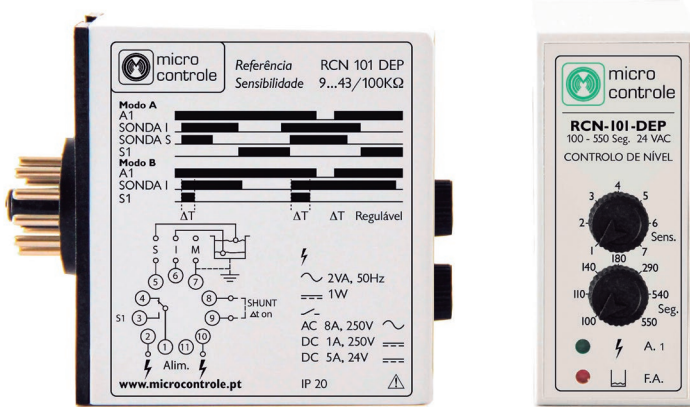 micro
controle
Referência RCN 101 DEP
Sensibilidade 9...43/100KΩ
Modo A
A1
SONDA I
SONDA S
S1
Modo B
A1
SONDA I
S1
ΔT ΔT ΔT Regulável
S I M
5 6 7
4 8 SHUNT
S1 3 9 Δt on
2 1 11 10
Alim.
www.microcontrole.pt
2VA, 50Hz
1W
AC 8A, 250V
DC 1A, 250V
DC 5A, 24V
IP 20
micro
controle
RCN-101-DEP
100 - 550 Seg. 24 VAC
CONTROLO DE NÍVEL
1 2 3 4 5 6 7
Sens.
100 110 140 180 290 540 550
Seg.
A. 1
F.A.